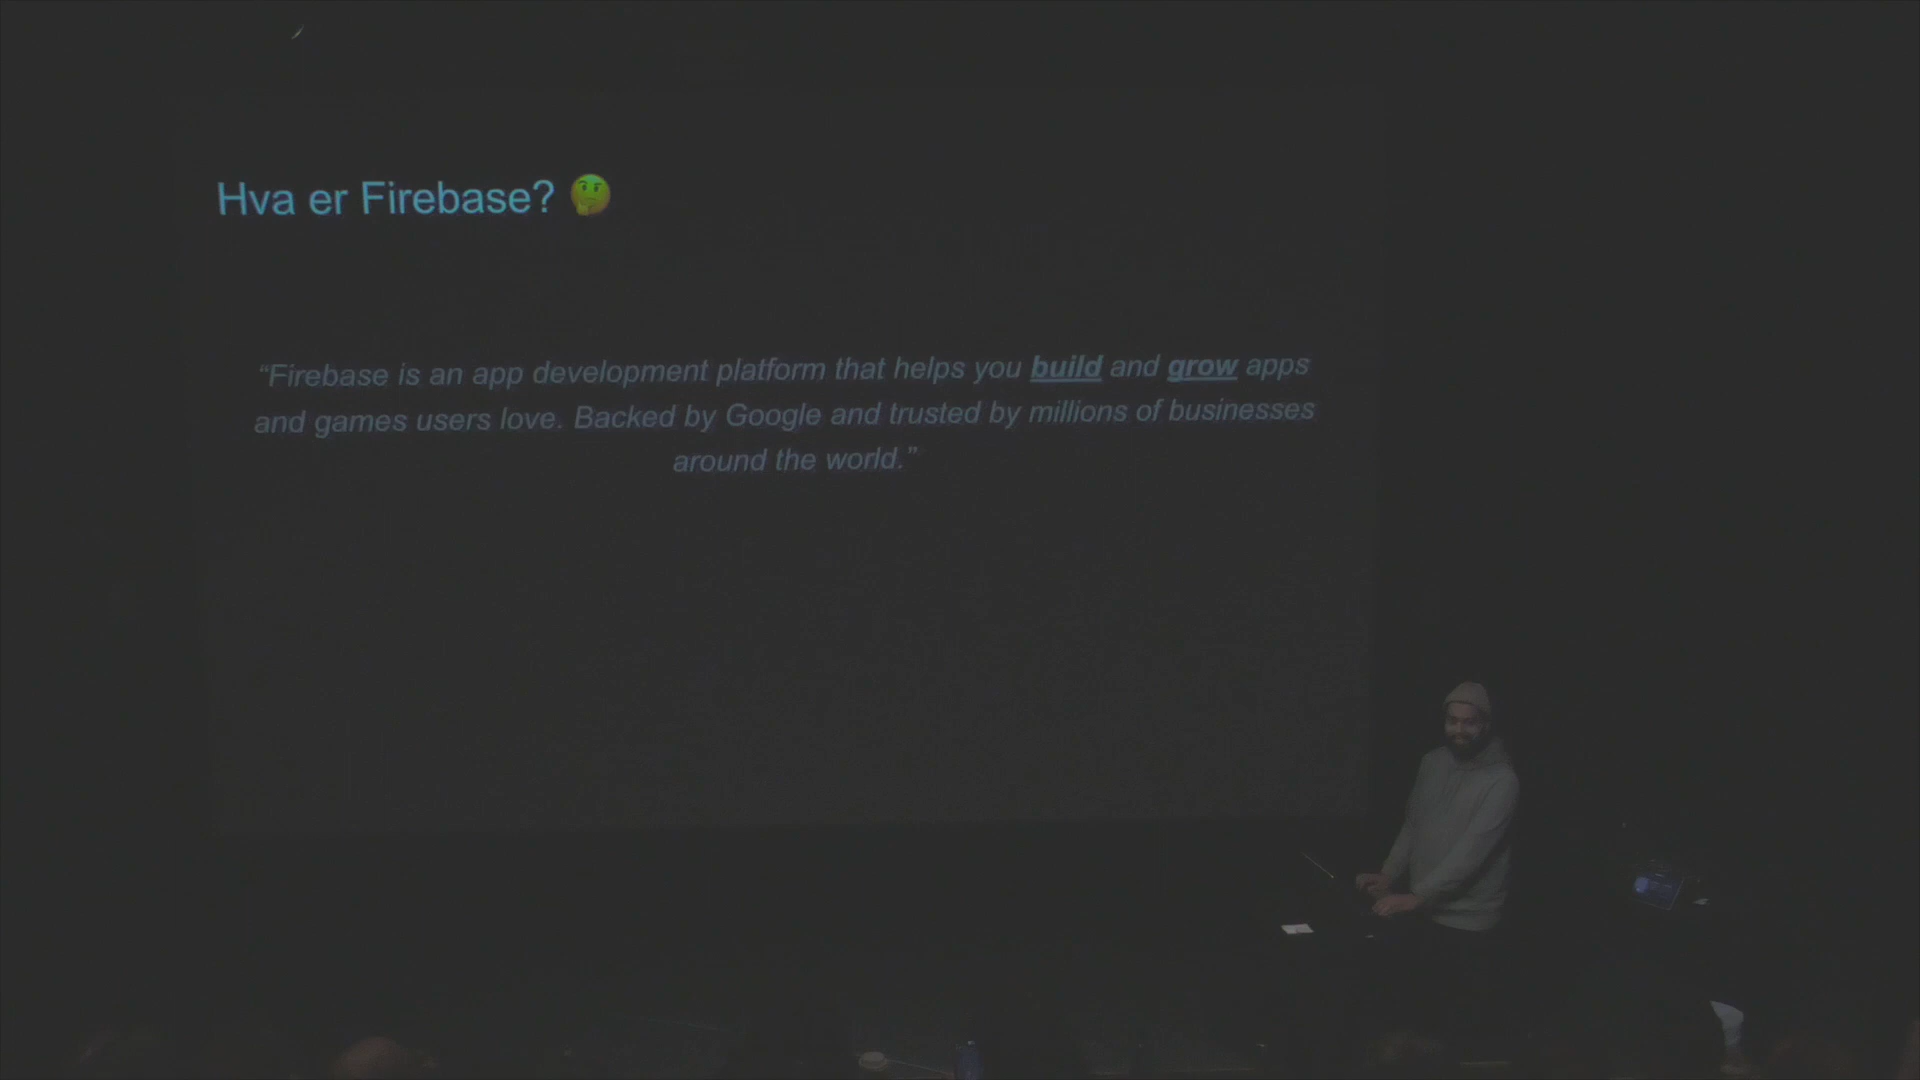 Hva er Firebase? 🤔
“Firebase is an app development platform that helps you build and grow apps
and games users love. Backed by Google and trusted by millions of businesses
around the world.”